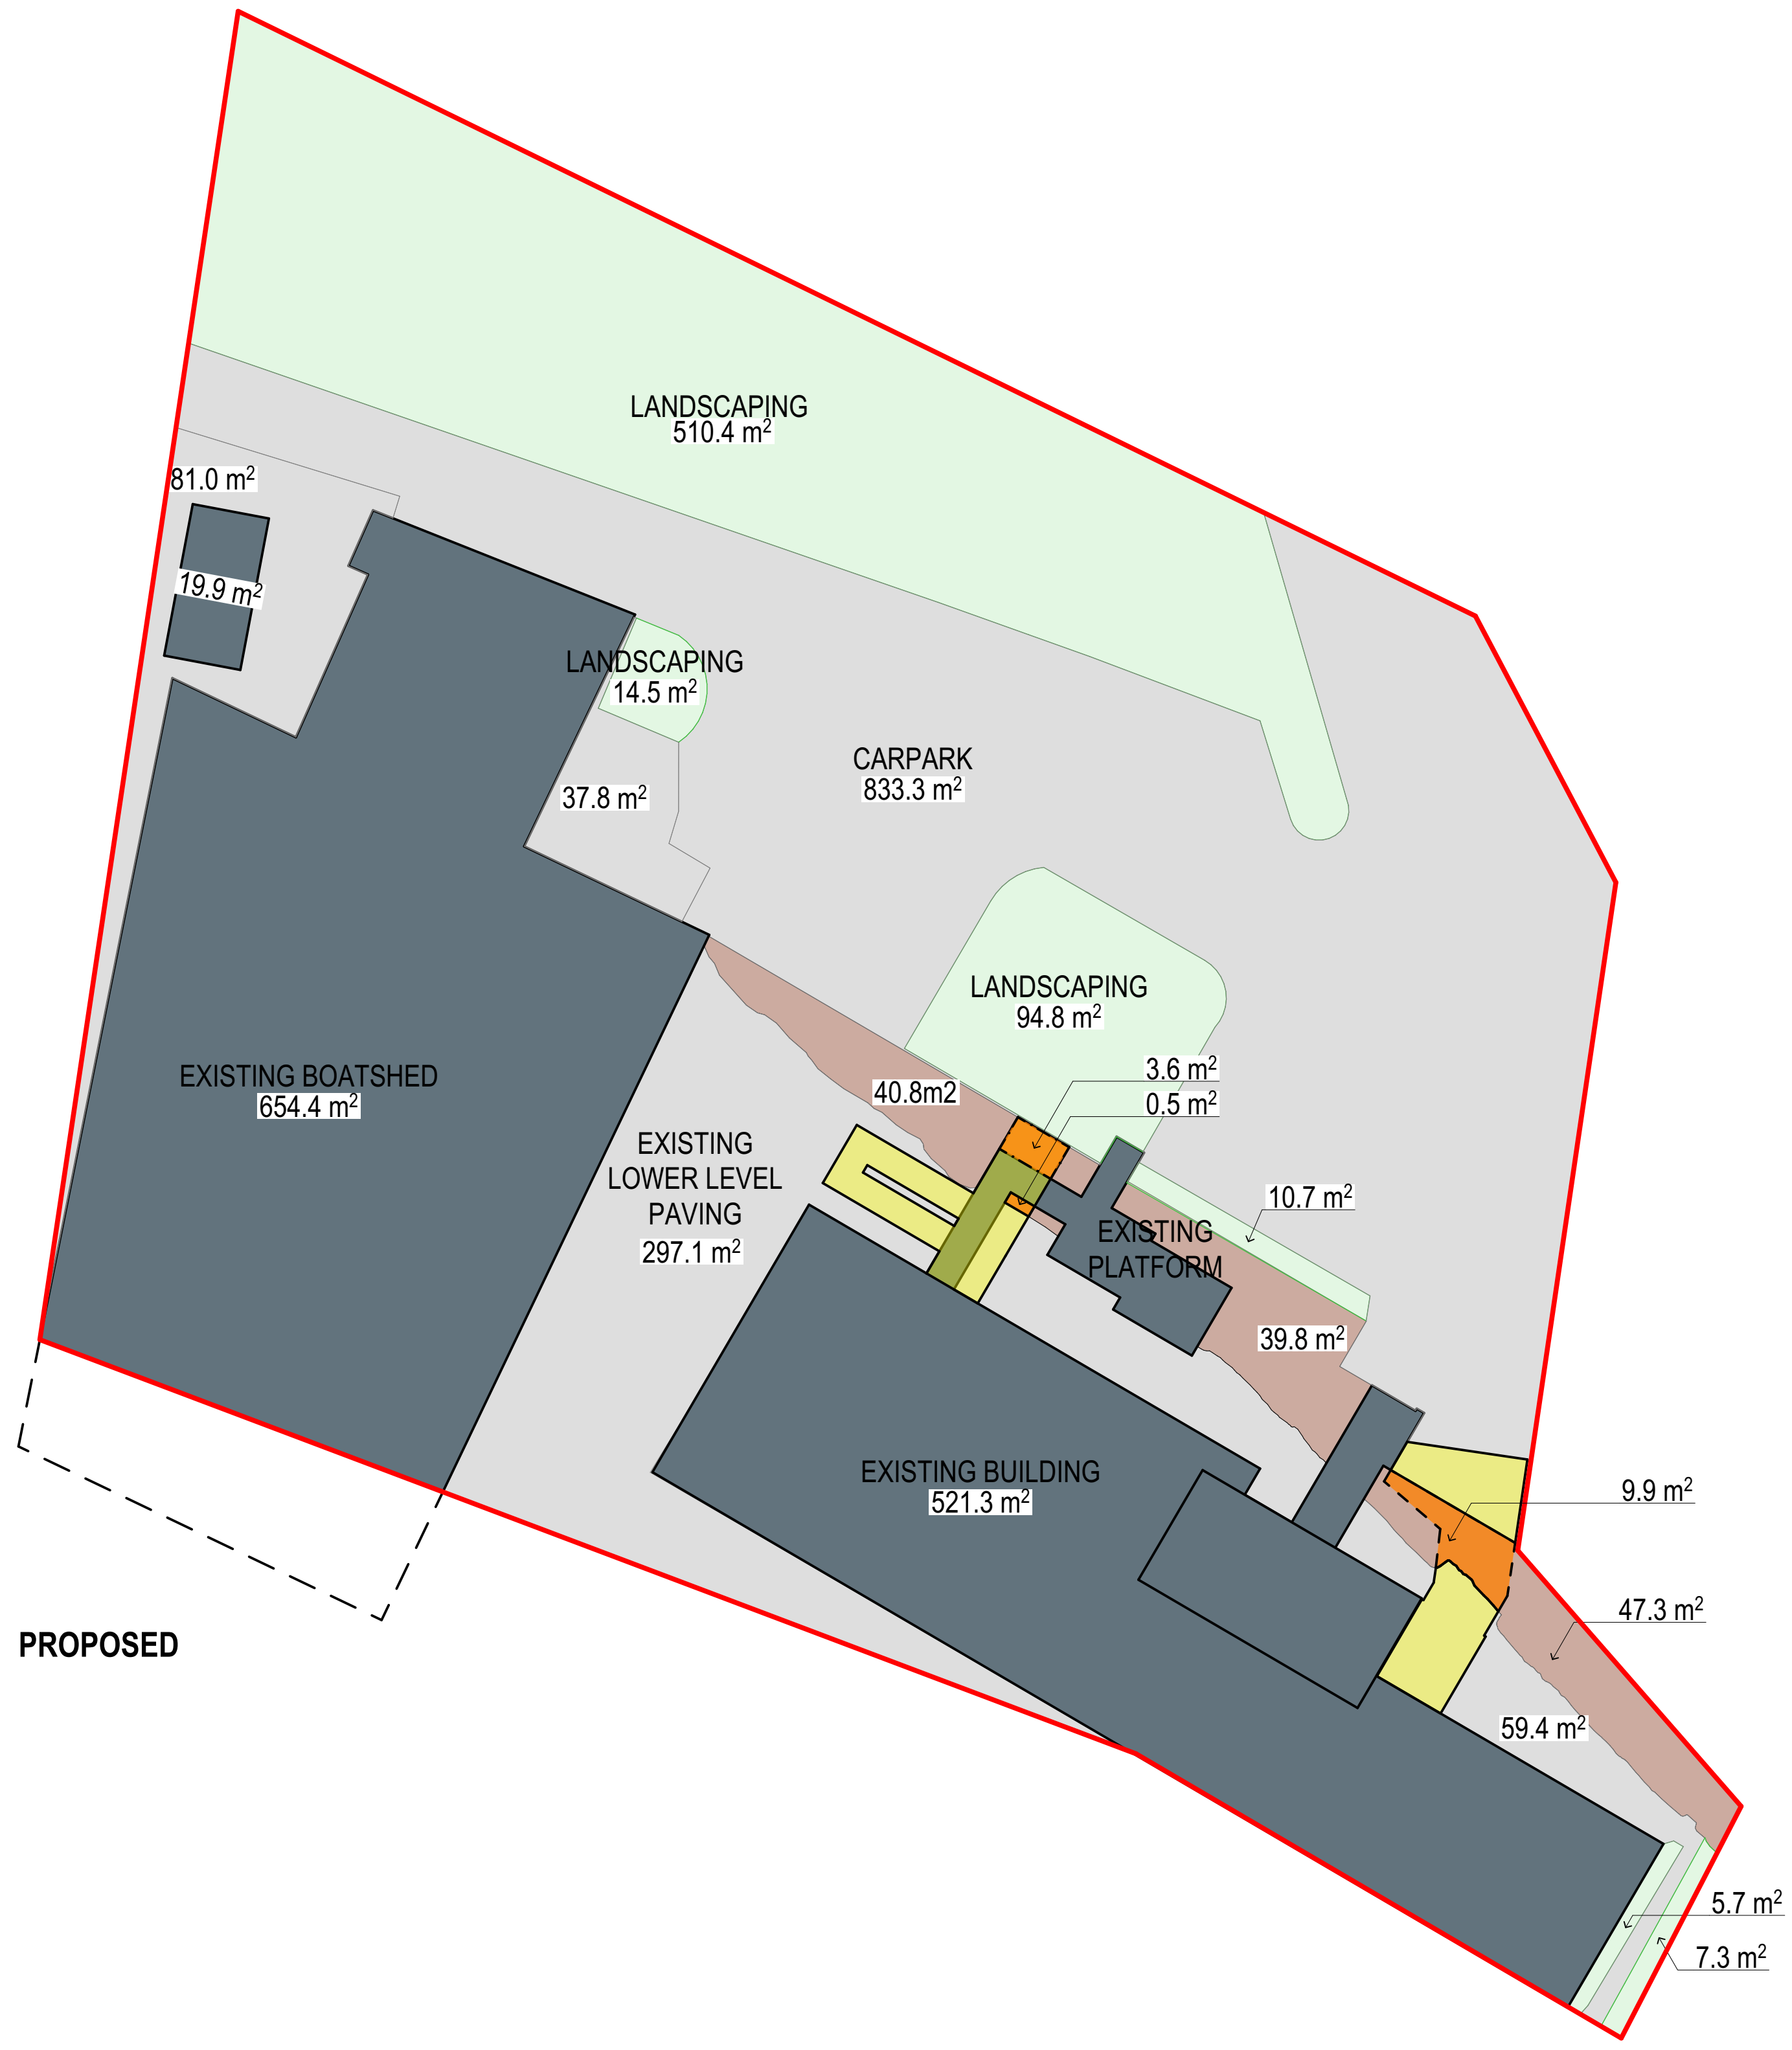 LANDSCAPING
510.4 m²
81.0 m²
19.9 m²
LANDSCAPING
14.5 m²
CARPARK
833.3 m²
37.8 m²
LANDSCAPING
94.8 m²
3.6 m²
0.5 m²
40.8m2
EXISTING BOATSHED
654.4 m²
EXISTING
LOWER LEVEL
PAVING
297.1 m²
10.7 m²
EXISTING
PLATFORM
39.8 m²
EXISTING BUILDING
521.3 m²
9.9 m²
47.3 m²
PROPOSED
59.4 m²
5.7 m²
7.3 m²